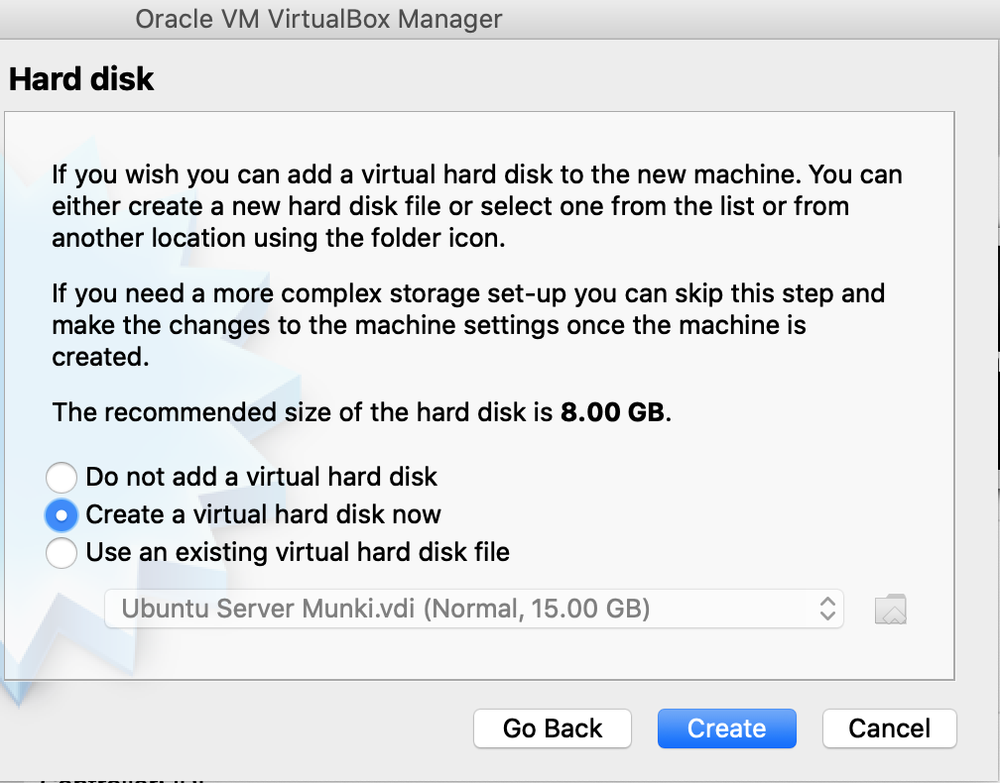 Oracle VM VirtualBox Manager
Hard disk
If you wish you can add a virtual hard disk to the new machine. You can
either create a new hard disk file or select one from the list or from
another location using the folder icon.
If you need a more complex storage set-up you can skip this step and
make the changes to the machine settings once the machine is
created.
The recommended size of the hard disk is 8.00 GB.
Do not add a virtual hard disk
Create a virtual hard disk now
Use an existing virtual hard disk file
Ubuntu Server Munki.vdi (Normal, 15.00 GB)
Go Back
Create
Cancel